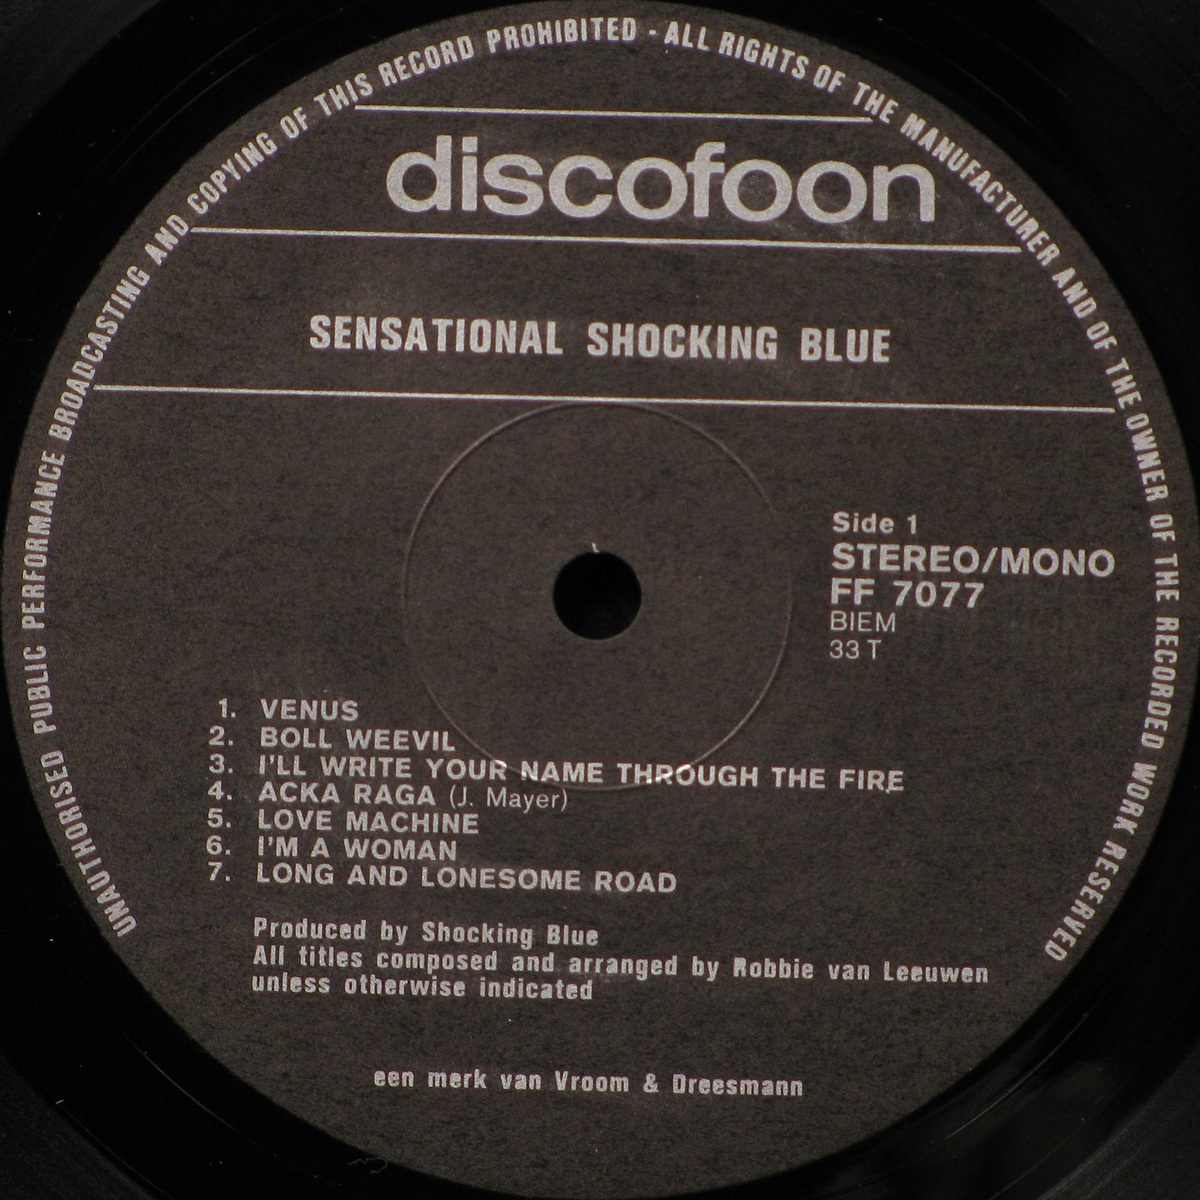 UNAUTHORISED PUBLIC PERFORMANCE BROADCASTING AND COPYING OF THIS RECORD PROHIBITED - ALL RIGHTS OF THE MANUFACTURER AND OF THE OWNER OF THE RECORDED WORK RESERVED
discofoon
SENSATIONAL SHOCKING BLUE
Side 1
STEREO/MONO
FF 7077
BIEM
33 T
1. VENUS
2. BOLL WEEVIL
3. I'LL WRITE YOUR NAME THROUGH THE FIRE
4. ACKA RAGA (J. Mayer)
5. LOVE MACHINE
6. I'M A WOMAN
7. LONG AND LONESOME ROAD
Produced by Shocking Blue
All titles composed and arranged by Robbie van Leeuwen
unless otherwise indicated
een merk van Vroom & Dreesmann